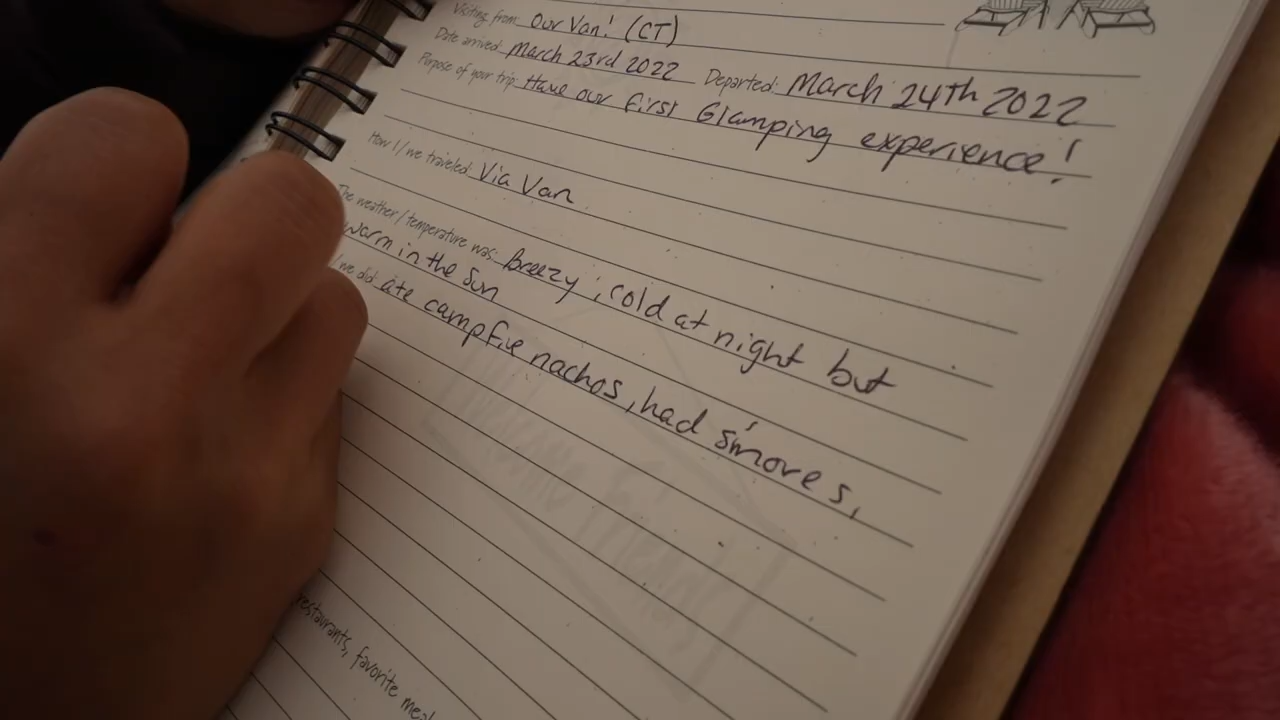 Visiting from: Our Van! (CT)
Date arrived: March 23rd 2022 Departed: March 24th 2022
Purpose of your trip: Have our first Glamping experience!
How I/we traveled: Via Van
The weather/temperature was: breezy, cold at night but
warm in the sun
I/we did: ate campfire nachos, had s'mores,
restaurants, favorite meal